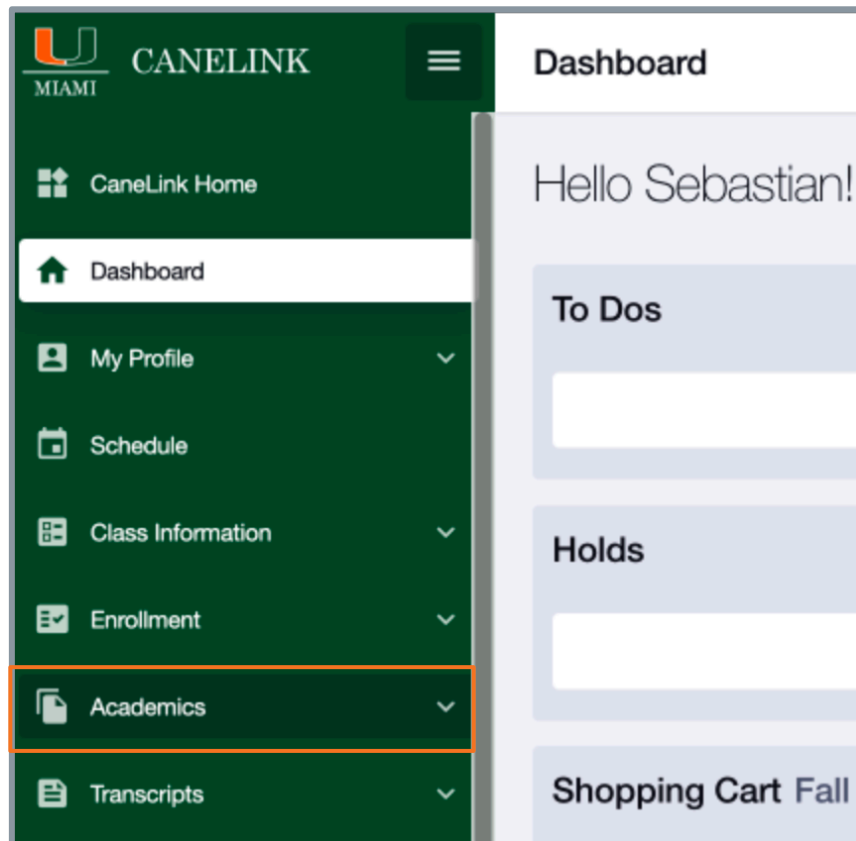 MIAMI
CANELINK
CaneLink Home
Dashboard
My Profile
Schedule
Class Information
Enrollment
Academics
Transcripts
Dashboard
Hello Sebastian!
To Dos
Holds
Shopping Cart Fall